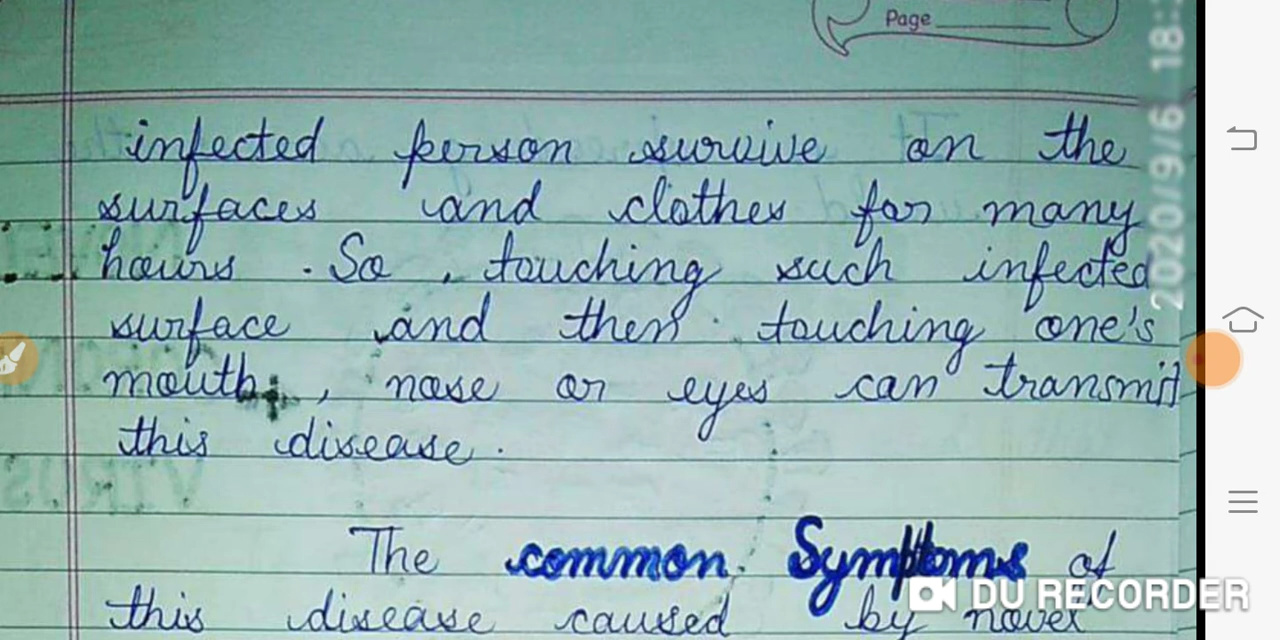 Page
infected person survive on the
surfaces and clothes for many
hours. So, touching such infected
surface and then touching one's
mouth, nose or eyes can transmit
this disease.
The common Symptoms of
this disease caused by novel
DU RECORDER
2020/9/6 18: